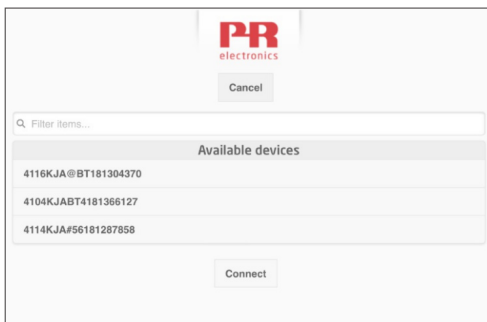 PR
electronics
Cancel
Filter items...
Available devices
4116KJA@BT181304370
4104KJABT4181366127
4114KJA#56181287858
Connect